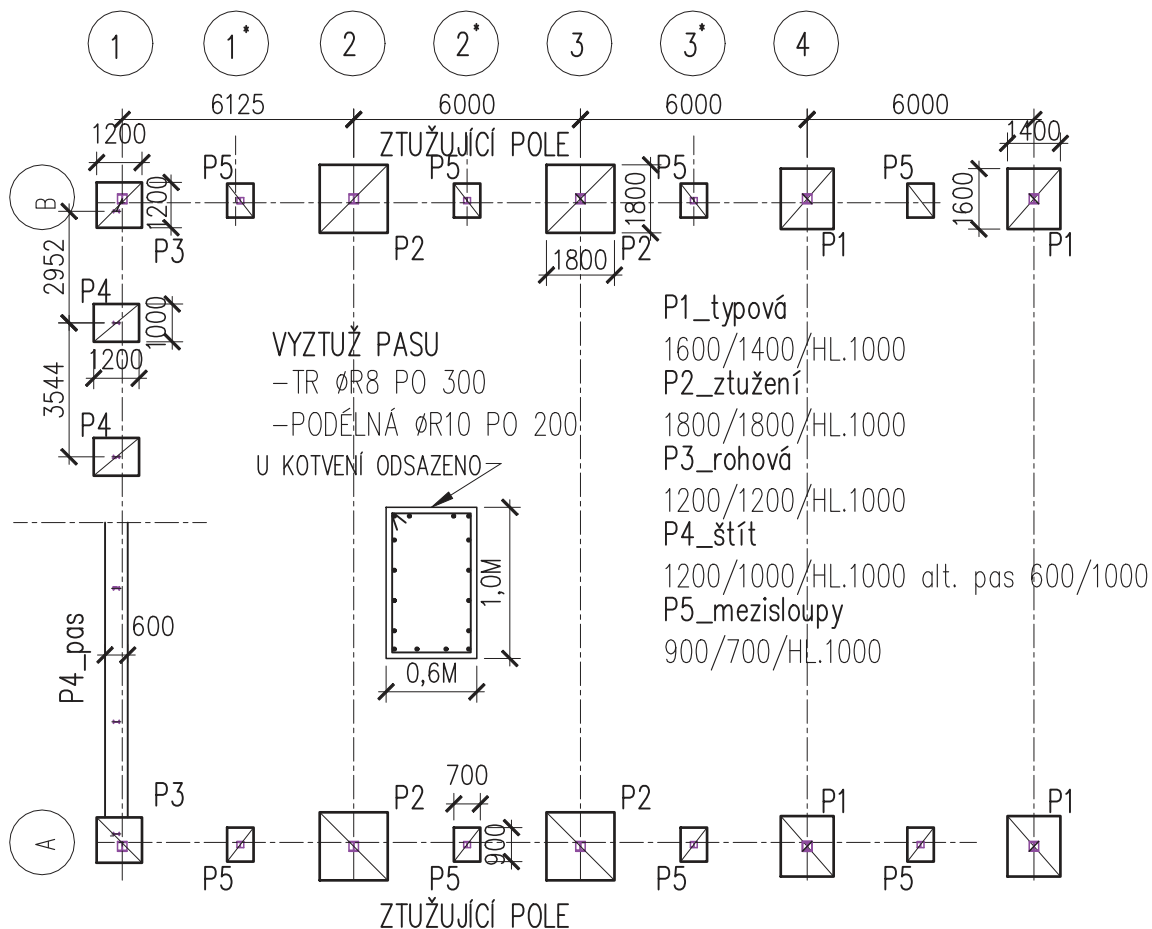 1
1*
2
2*
3
3*
4
6125
6000
6000
6000
1200
ZTUŽUJÍCÍ POLE
1400
P5
P5
P5
B
1200
1800
1600
P3
P2
1800
P2
P1
P1
2952
P4
1000
P1_typová
1600/1400/HL.1000
VYZTUŽ PASU
1200
-TR øR8 PO 300
P2_ztužení
3544
P4
-PODÉLNÁ øR10 PO 200
1800/1800/HL.1000
U KOTVENÍ ODSAZENO
P3_rohová
1200/1200/HL.1000
P4_štít
1,0M
1200/1000/HL.1000 alt. pas 600/1000
P5_mezisloupy
600
P4_pas
900/700/HL.1000
0,6M
700
P3
P2
P2
P1
P1
A
900
P5
P5
P5
P5
ZTUŽUJÍCÍ POLE